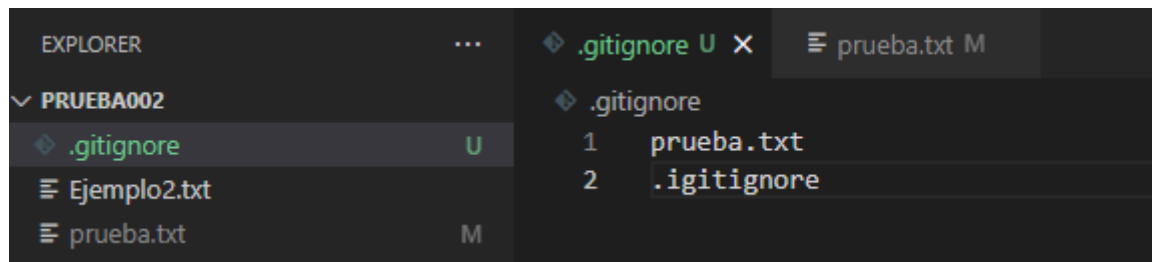 EXPLORER ...
PRUEBA002
.gitignore U
Ejemplo2.txt
prueba.txt M
.gitignore U X prueba.txt M
.gitignore
1 prueba.txt
2 .igitignore